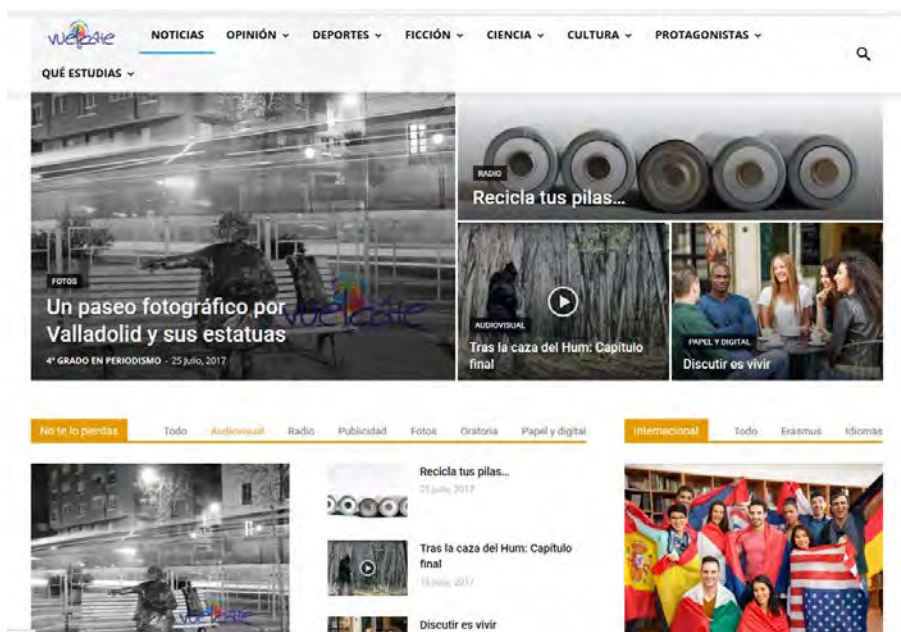 vuélcate
NOTICIAS OPINIÓN DEPORTES FICCIÓN CIENCIA CULTURA PROTAGONISTAS
QUÉ ESTUDIAS
RADIO
Recicla tus pilas...
FOTOS
Un paseo fotográfico por
Valladolid y sus estatuas
4º GRADO EN PERIODISMO - 25 julio, 2017
AUDIOVISUAL
Tras la caza del Hum: Capítulo
final
PAPEL Y DIGITAL
Discutir es vivir
No te lo pierdas Todo Audiovisual Radio Publicidad Fotos Oratoria Papel y digital
Internacional Todo Erasmus Idiomas
Recicla tus pilas...
25 julio, 2017
Tras la caza del Hum: Capítulo
final
julio, 2017
Discutir es vivir